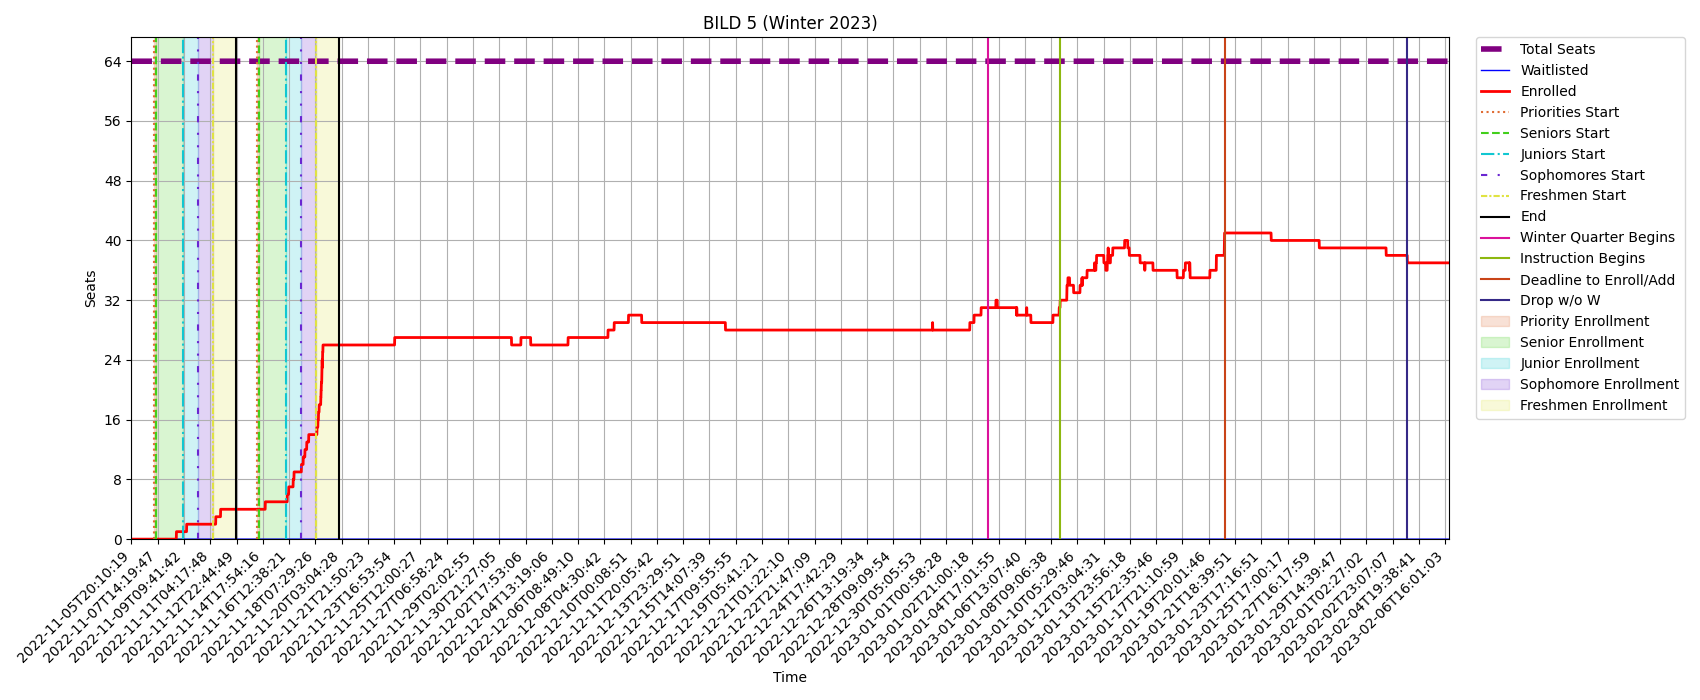 BILD 5 (Winter 2023)
Seats
64
56
48
40
32
24
16
8
0
2022-11-05T20:10:19
2022-11-07T14:19:47
2022-11-09T09:41:42
2022-11-11T04:17:48
2022-11-12T22:44:49
2022-11-14T17:54:16
2022-11-16T12:38:21
2022-11-18T07:29:26
2022-11-20T03:04:28
2022-11-21T21:50:23
2022-11-23T16:53:54
2022-11-25T12:00:27
2022-11-27T06:58:24
2022-11-29T02:02:55
2022-11-30T21:27:05
2022-12-02T17:53:06
2022-12-04T13:19:06
2022-12-06T08:49:10
2022-12-08T04:30:42
2022-12-10T00:08:51
2022-12-11T20:05:42
2022-12-13T23:29:51
2022-12-15T14:07:39
2022-12-17T09:55:55
2022-12-19T05:41:21
2022-12-21T01:22:10
2022-12-22T21:47:09
2022-12-24T17:42:29
2022-12-26T13:19:34
2022-12-28T09:09:54
2022-12-30T05:05:53
2023-01-01T00:58:28
2023-01-02T21:00:18
2023-01-04T17:01:55
2023-01-06T13:07:40
2023-01-08T09:06:38
2023-01-10T05:29:46
2023-01-12T03:04:31
2023-01-13T23:56:18
2023-01-15T22:35:46
2023-01-17T21:10:59
2023-01-19T20:01:46
2023-01-21T18:39:51
2023-01-23T17:16:51
2023-01-25T17:00:17
2023-01-27T16:17:59
2023-01-29T14:39:47
2023-02-01T02:27:02
2023-02-02T23:07:07
2023-02-04T19:38:41
2023-02-06T16:01:03
Time
Total Seats
Waitlisted
Enrolled
Priorities Start
Seniors Start
Juniors Start
Sophomores Start
Freshmen Start
End
Winter Quarter Begins
Instruction Begins
Deadline to Enroll/Add
Drop w/o W
Priority Enrollment
Senior Enrollment
Junior Enrollment
Sophomore Enrollment
Freshmen Enrollment